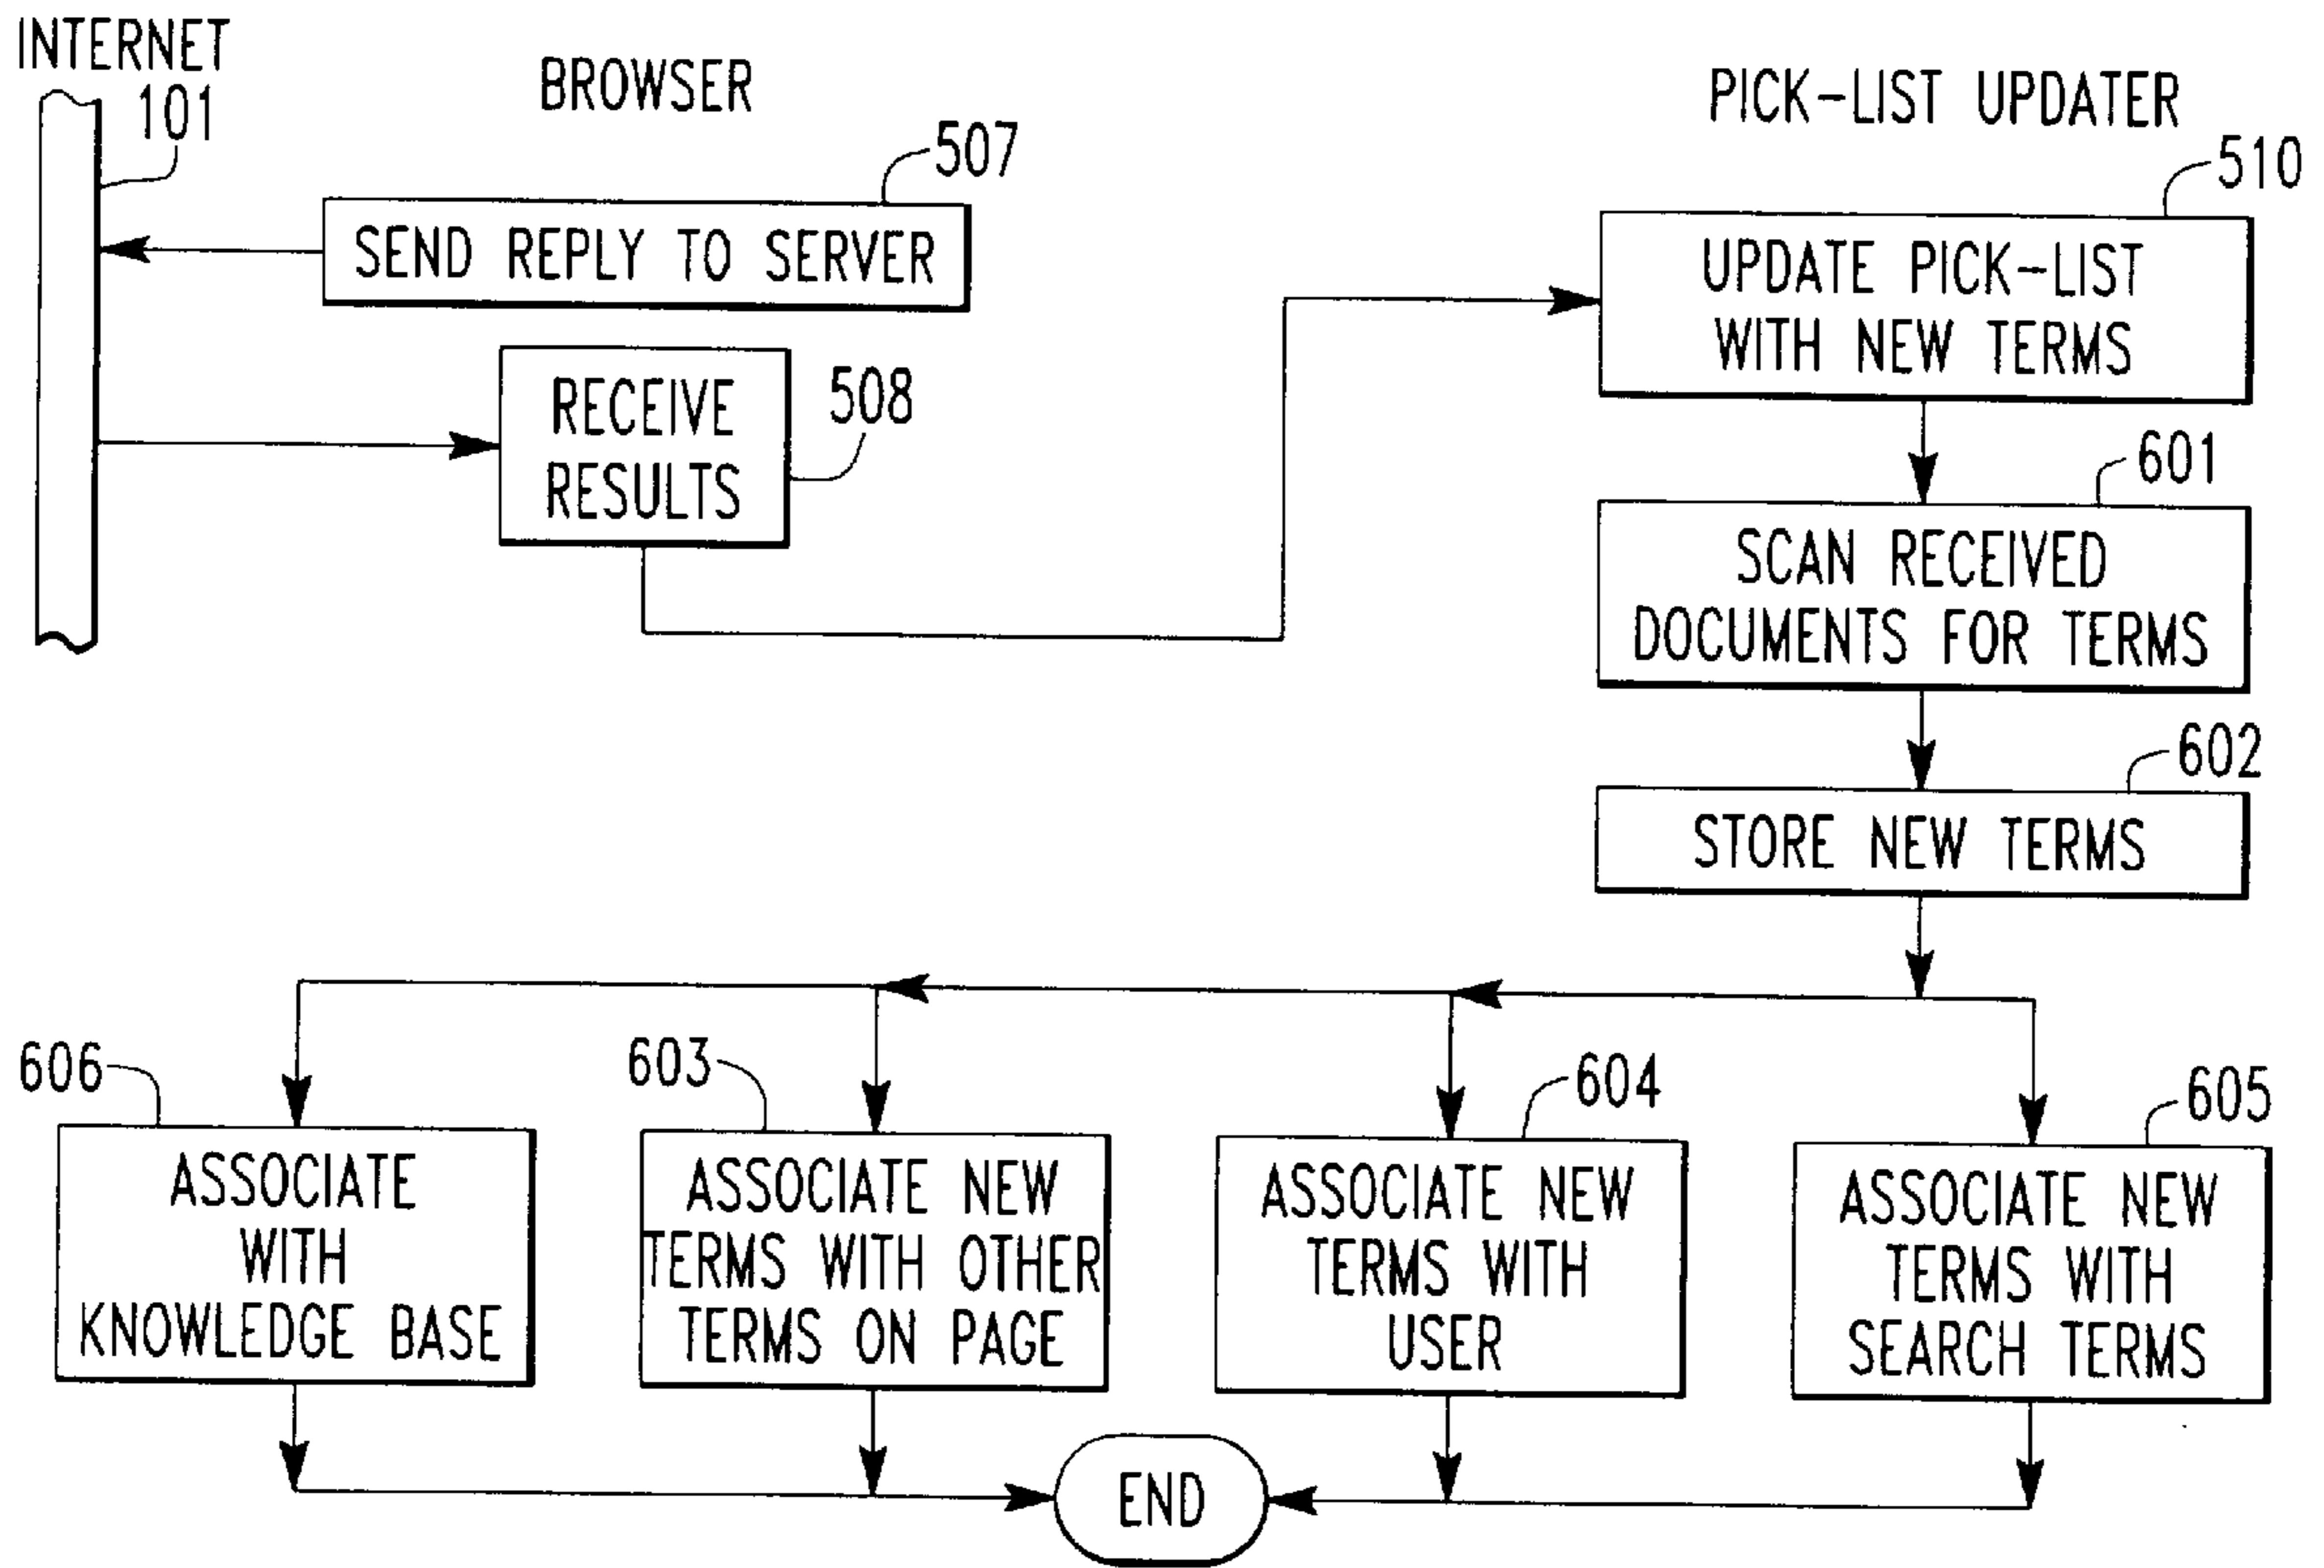 INTERNET
101
BROWSER
PICK-LIST UPDATER
507
SEND REPLY TO SERVER
510
UPDATE PICK-LIST
WITH NEW TERMS
508
RECEIVE
RESULTS
601
SCAN RECEIVED
DOCUMENTS FOR TERMS
602
STORE NEW TERMS
606
ASSOCIATE
WITH
KNOWLEDGE BASE
603
ASSOCIATE NEW
TERMS WITH OTHER
TERMS ON PAGE
604
ASSOCIATE NEW
TERMS WITH
USER
605
ASSOCIATE NEW
TERMS WITH
SEARCH TERMS
END